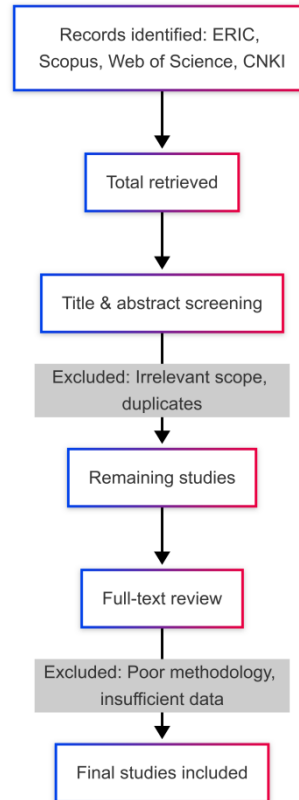 Records identified: ERIC,
Scopus, Web of Science, CNKI
Total retrieved
Title & abstract screening
Excluded: Irrelevant scope,
duplicates
Remaining studies
Full-text review
Excluded: Poor methodology,
insufficient data
Final studies included